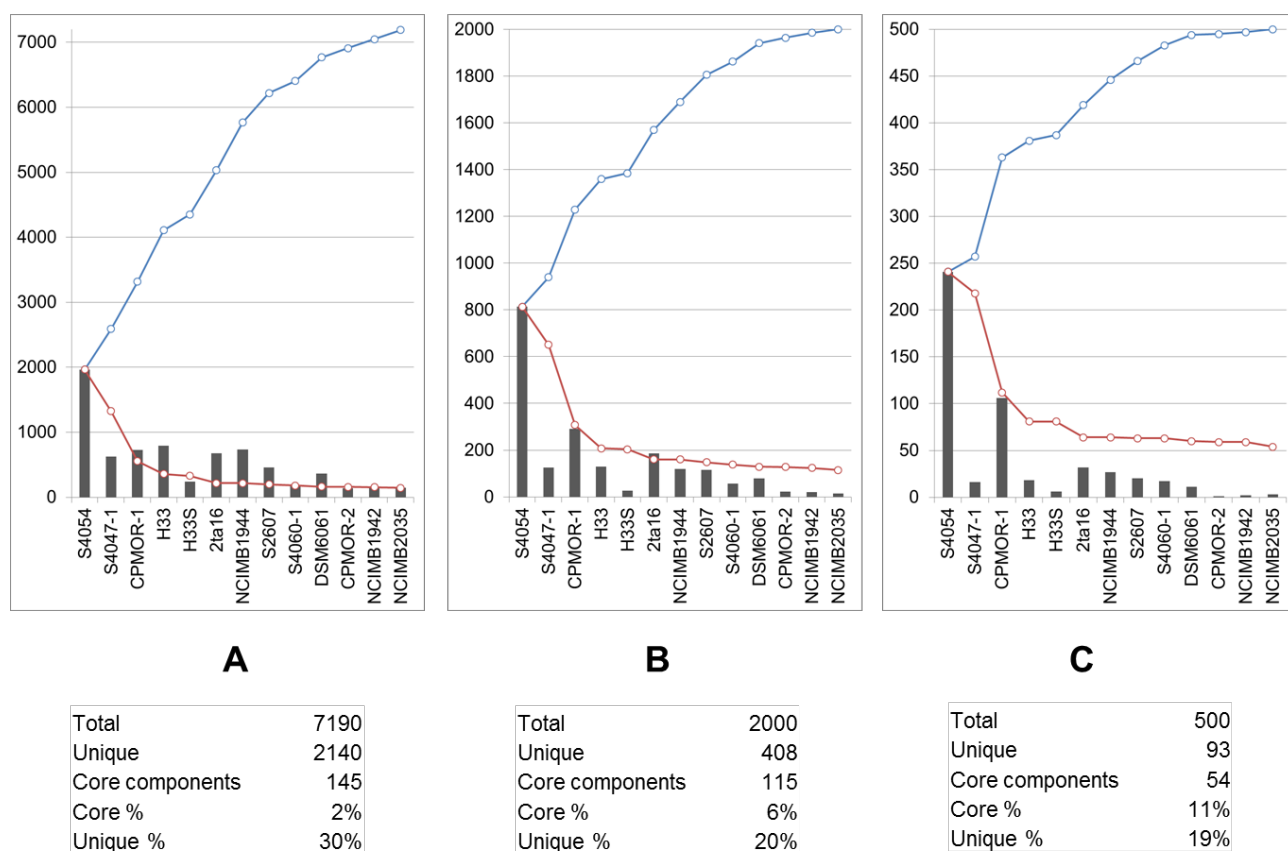 7000
6000
5000
4000
3000
2000
1000
0
S4054
S4047-1
CPMOR-1
H33
H33S
2ta16
NCIMB1944
S2607
S4060-1
DSM6061
CPMOR-2
NCIMB1942
NCIMB2035
2000
1800
1600
1400
1200
1000
800
600
400
200
0
S4054
S4047-1
CPMOR-1
H33
H33S
2ta16
NCIMB1944
S2607
S4060-1
DSM6061
CPMOR-2
NCIMB1942
NCIMB2035
500
450
400
350
300
250
200
150
100
50
0
S4054
S4047-1
CPMOR-1
H33
H33S
2ta16
NCIMB1944
S2607
S4060-1
DSM6061
CPMOR-2
NCIMB1942
NCIMB2035
A
B
C
Total 7190
Unique 2140
Core components 145
Core % 2%
Unique % 30%
Total 2000
Unique 408
Core components 115
Core % 6%
Unique % 20%
Total 500
Unique 93
Core components 54
Core % 11%
Unique % 19%